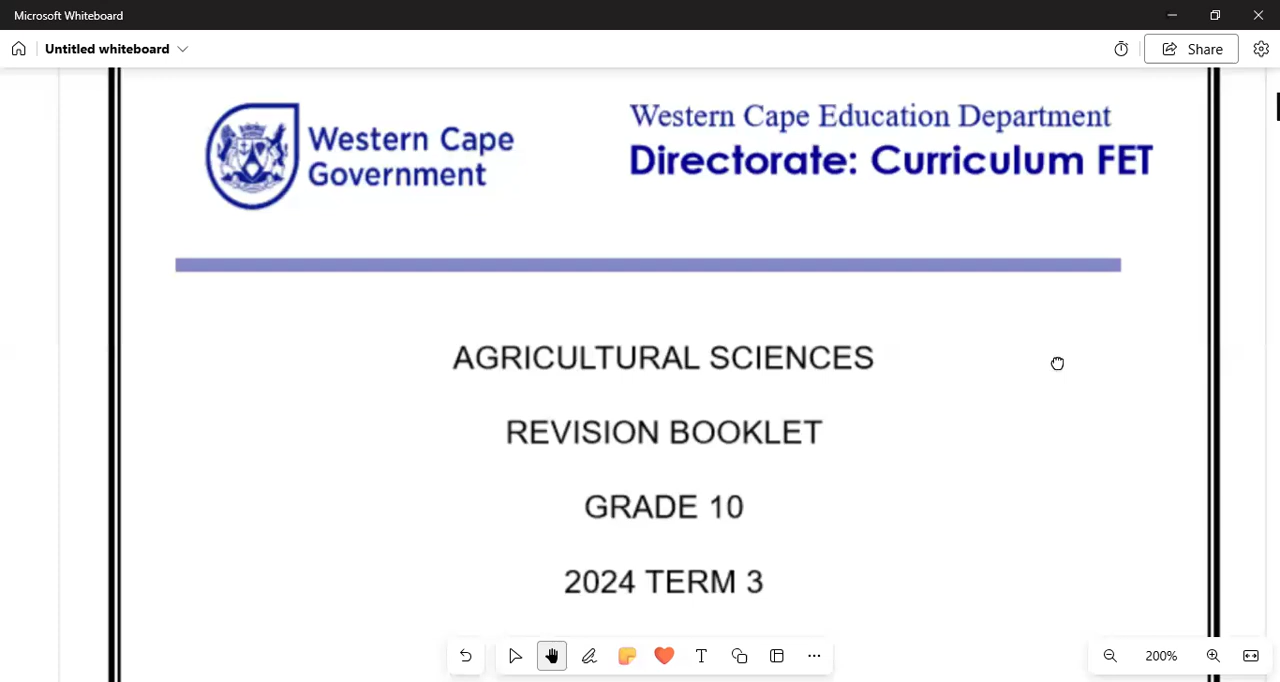 Microsoft Whiteboard
Untitled whiteboard
Share
Western Cape
Government
Western Cape Education Department
Directorate: Curriculum FET
AGRICULTURAL SCIENCES
REVISION BOOKLET
GRADE 10
2024 TERM 3
200%